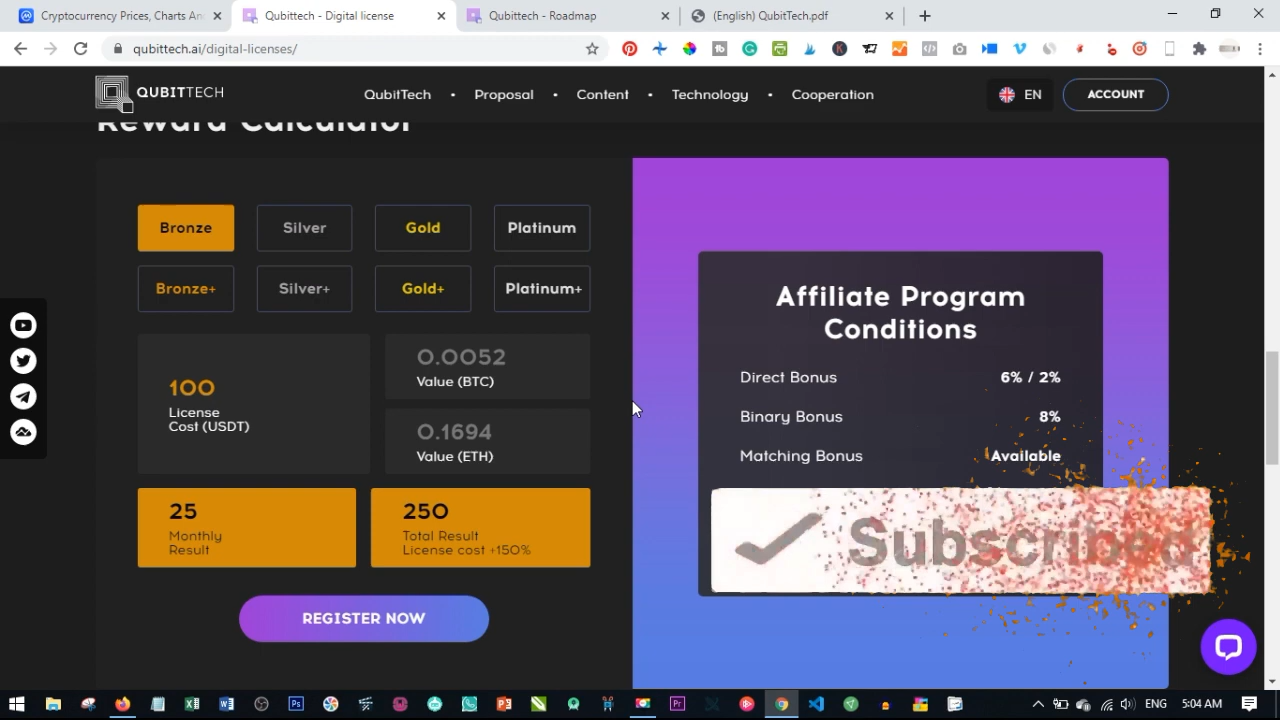 Cryptocurrency Prices, Charts An
Qubittech - Digital license
Qubittech - Roadmap
(English) QubitTech.pdf
qubittech.ai/digital-licenses/
QUBITTECH
QubitTech • Proposal • Content • Technology • Cooperation
EN
ACCOUNT
Reward Calculator
Bronze
Silver
Gold
Platinum
Bronze+
Silver+
Gold+
Platinum+
100
License
Cost (USDT)
0.0052
Value (BTC)
0.1694
Value (ETH)
25
Monthly
Result
250
Total Result
License cost +150%
REGISTER NOW
Affiliate Program
Conditions
Direct Bonus 6% / 2%
Binary Bonus 8%
Matching Bonus Available
Subscribed
ENG
5:04 AM